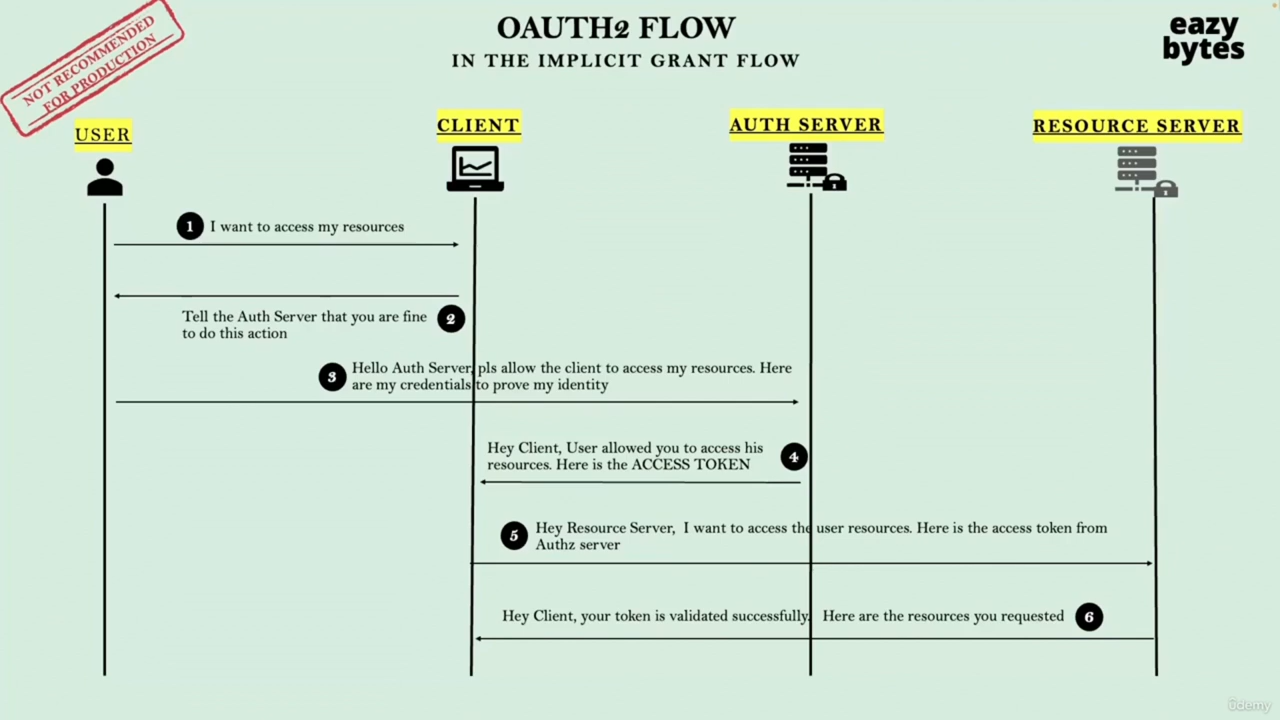 NOT RECOMMENDED
FOR PRODUCTION
OAUTH2 FLOW
IN THE IMPLICIT GRANT FLOW
eazy
bytes
USER
CLIENT
AUTH SERVER
RESOURCE SERVER
1 I want to access my resources
Tell the Auth Server that you are fine 2
to do this action
3 Hello Auth Server, pls allow the client to access my resources. Here
are my credentials to prove my identity
Hey Client, User allowed you to access his 4
resources. Here is the ACCESS TOKEN
5 Hey Resource Server, I want to access the user resources. Here is the access token from
Authz server
Hey Client, your token is validated successfully. Here are the resources you requested 6
ûdemy